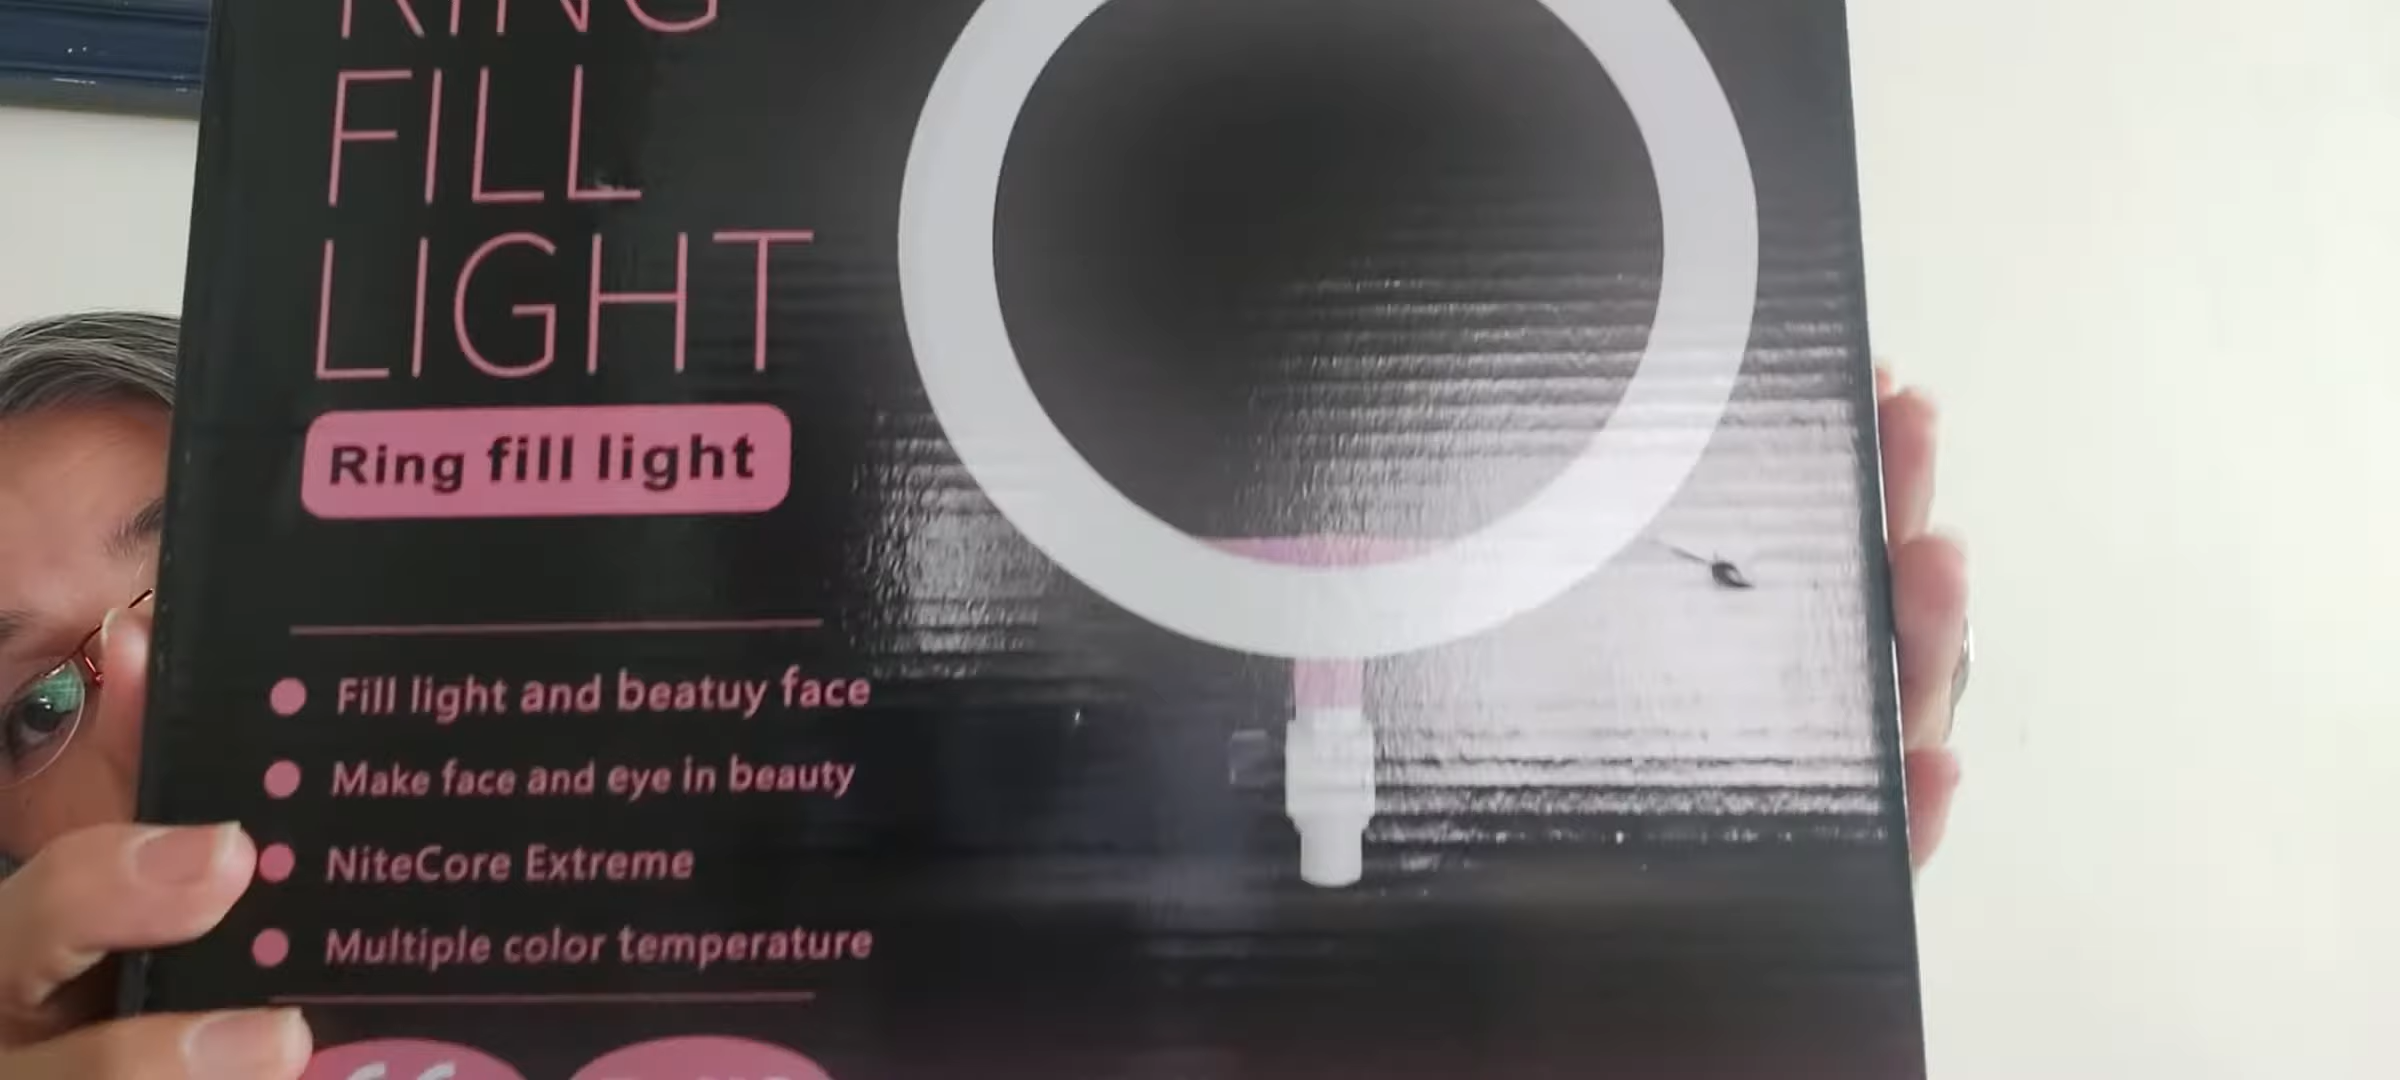 RING
FILL
LIGHT
Ring fill light
Fill light and beatuy face
Make face and eye in beauty
NiteCore Extreme
Multiple color temperature